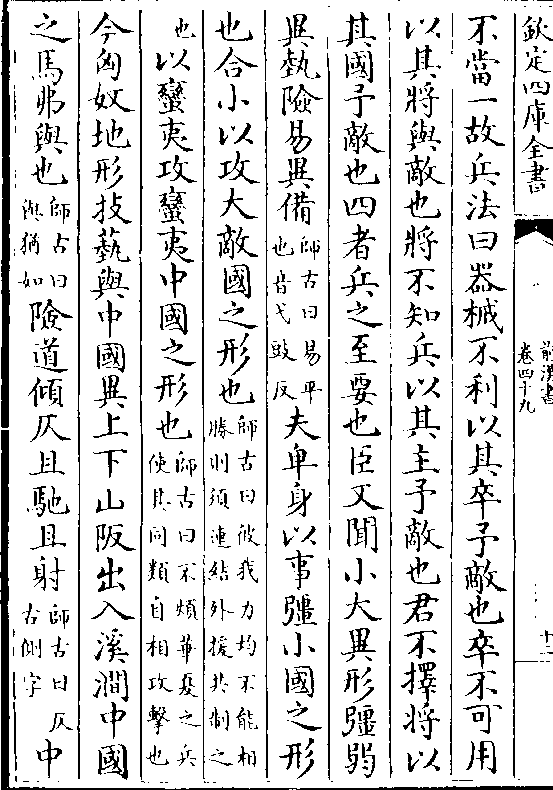 欽定四庫全書
前漢書
卷四十九
十二
不當一故兵法曰器械不利以其卒予敵也卒不可用
以其將與敵也將不知兵以其主予敵也君不擇將以
其國予敵也四者兵之至要也臣又聞小大異形彊弱
異埶險易異備師古曰易平也音弋豉反夫卑身以事彊小國之形
也合小以攻大敵國之形也師古曰彼我力均不能相勝則須連結外援共制之
也以蠻夷攻蠻夷中國之形也師古曰不煩華夏之兵使其同類自相攻擊也
今匈奴地形技藝與中國異上下山阪出入溪澗中國
之馬弗與也師古曰與猶如險道傾仄且馳且射師古曰仄古側字中